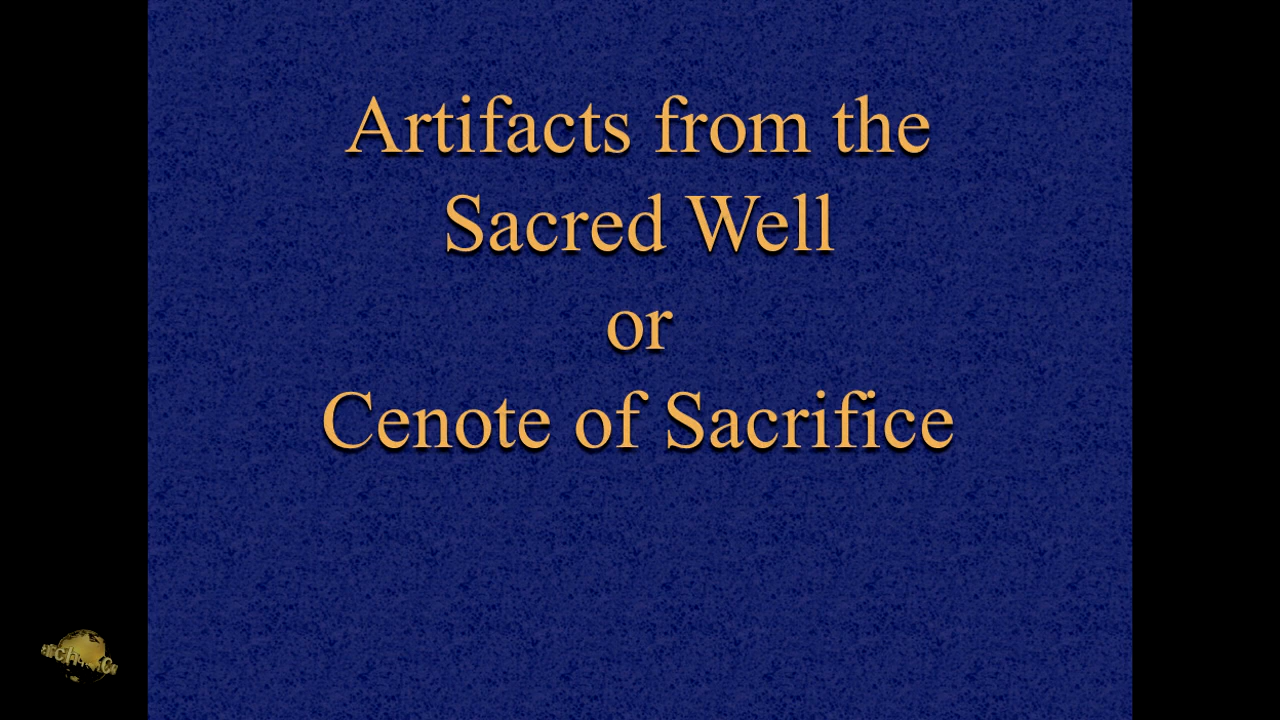 Artifacts from the
Sacred Well
or
Cenote of Sacrifice